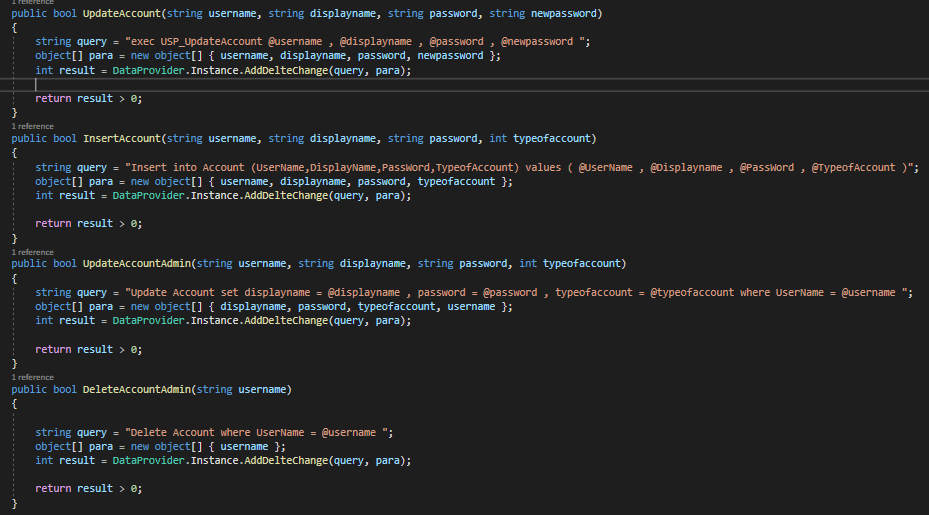 1 reference
public bool UpdateAccount(string username, string displayname, string password, string newpassword)
{
string query = "exec USP_UpdateAccount @username , @displayname , @password , @newpassword ";
object[] para = new object[] { username, displayname, password, newpassword };
int result = DataProvider.Instance.AddDelteChange(query, para);
return result > 0;
}
1 reference
public bool InsertAccount(string username, string displayname, string password, int typeofaccount)
{
string query = "Insert into Account (UserName,DisplayName,PassWord,TypeofAccount) values ( @UserName , @Displayname , @PassWord , @TypeofAccount )";
object[] para = new object[] { username, displayname, password, typeofaccount };
int result = DataProvider.Instance.AddDelteChange(query, para);
return result > 0;
}
1 reference
public bool UpdateAccountAdmin(string username, string displayname, string password, int typeofaccount)
{
string query = "Update Account set displayname = @displayname , password = @password , typeofaccount = @typeofaccount where UserName = @username ";
object[] para = new object[] { displayname, password, typeofaccount, username };
int result = DataProvider.Instance.AddDelteChange(query, para);
return result > 0;
}
1 reference
public bool DeleteAccountAdmin(string username)
{
string query = "Delete Account where UserName = @username ";
object[] para = new object[] { username };
int result = DataProvider.Instance.AddDelteChange(query, para);
return result > 0;
}